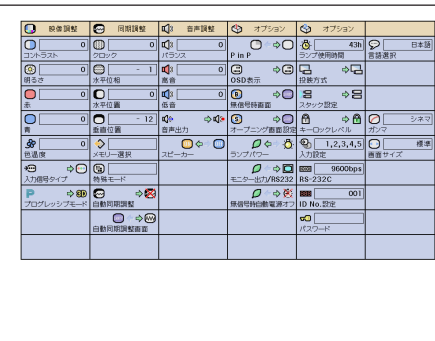 映像調整 同期調整 音声調整 オプション オプション
0 0 0 43h 日本語
コントラスト クロック バランス P in P ランプ使用時間 言語選択
0 - 1 0
明るさ 水平位相 高音 OSD表示 投映方式
0 0 0
赤 水平位置 低音 無信号時画面 スタック設定
0 - 12 シネマ
青 垂直位置 音声出力 オープニング画面設定 キーロックレベル ガンマ
0 1,2,3,4,5 標準
色温度 メモリー選択 スピーカー ランプパワー 入力設定 画面サイズ
9600bps
入力信号タイプ 特殊モード モニター出力/RS232 RS-232C
001
プログレッシブモード 自動同期調整 無信号時自動電源オフ ID No.設定
自動同期調整画面 パスワード